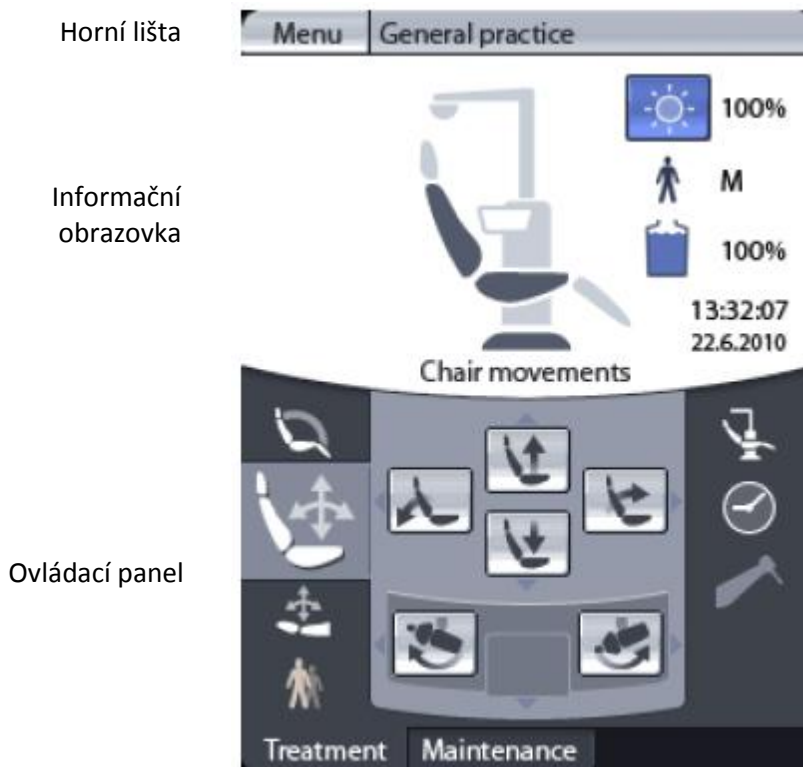 Horní lišta
Menu General practice
100%
Informační
obrazovka
M
100%
13:32:07
22.6.2010
Chair movements
Ovládací panel
Treatment Maintenance